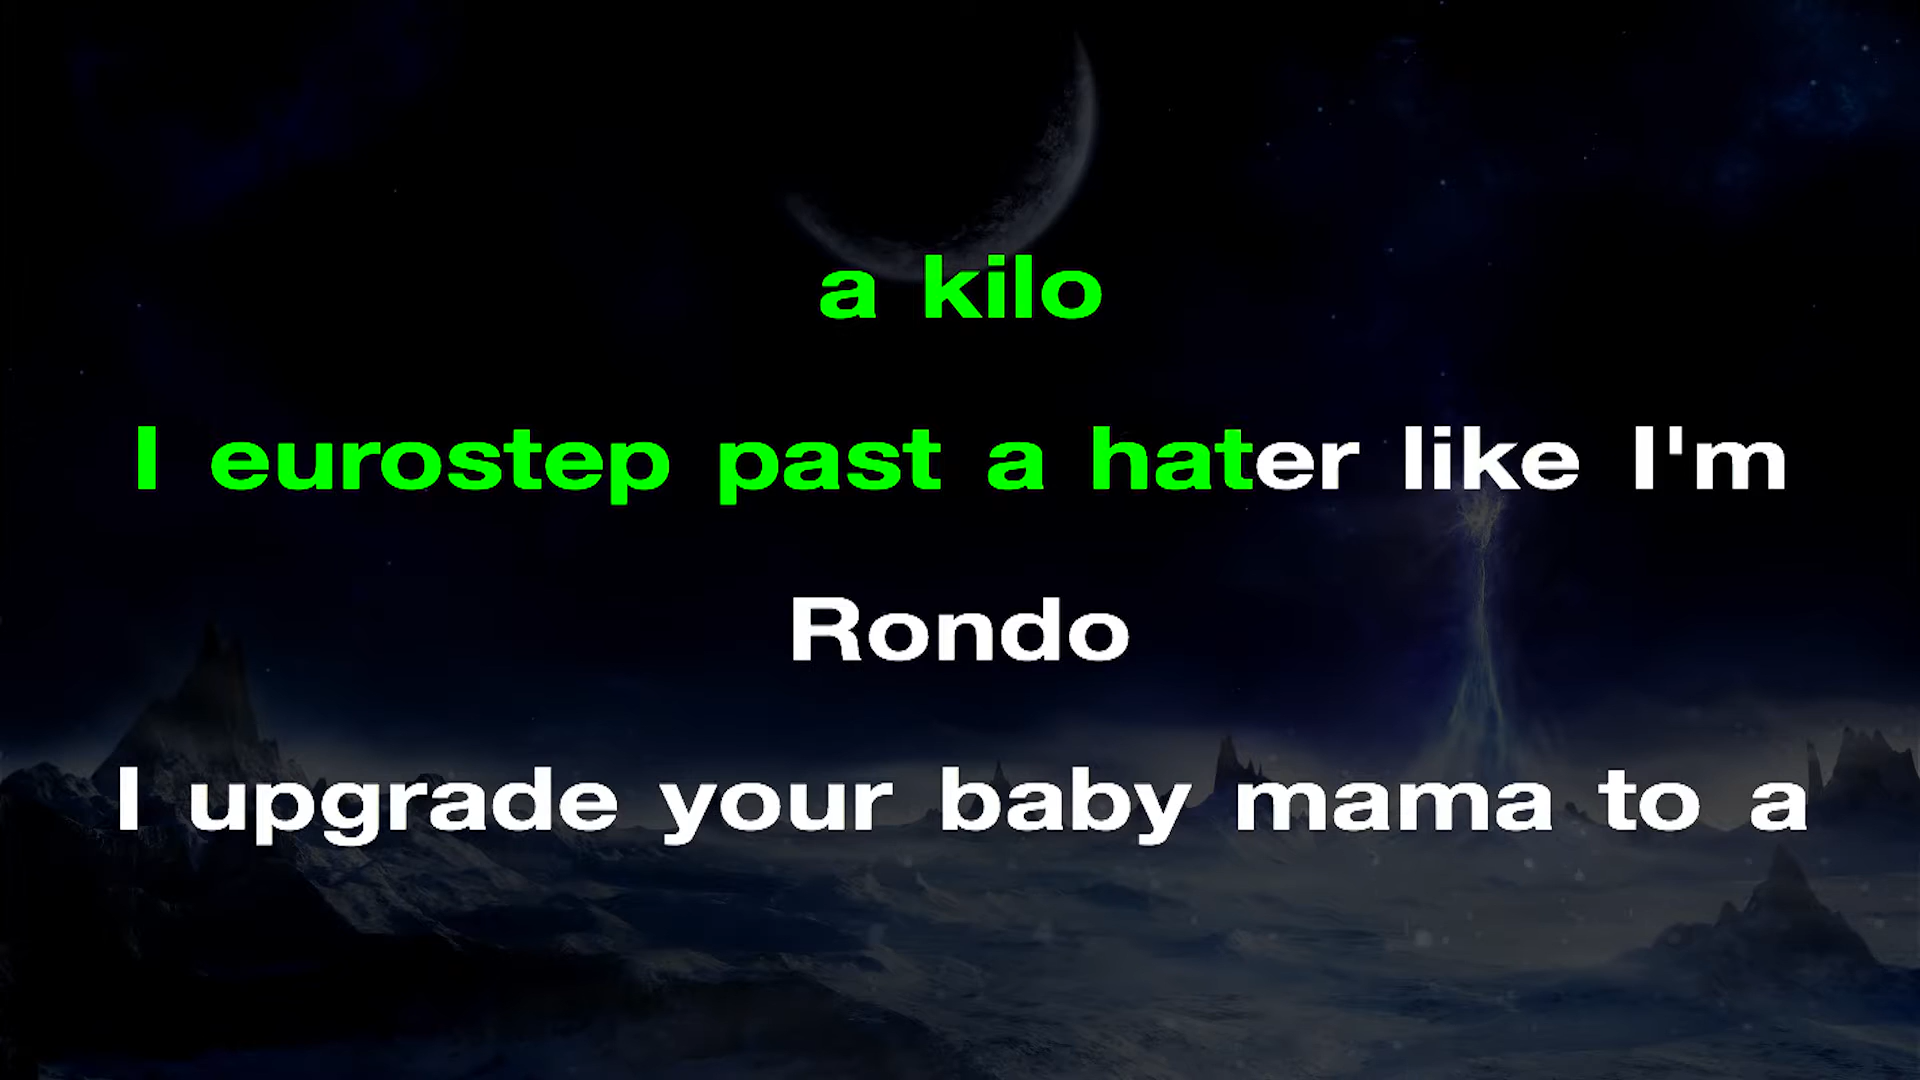 a kilo
I eurostep past a hater like I'm
Rondo
I upgrade your baby mama to a